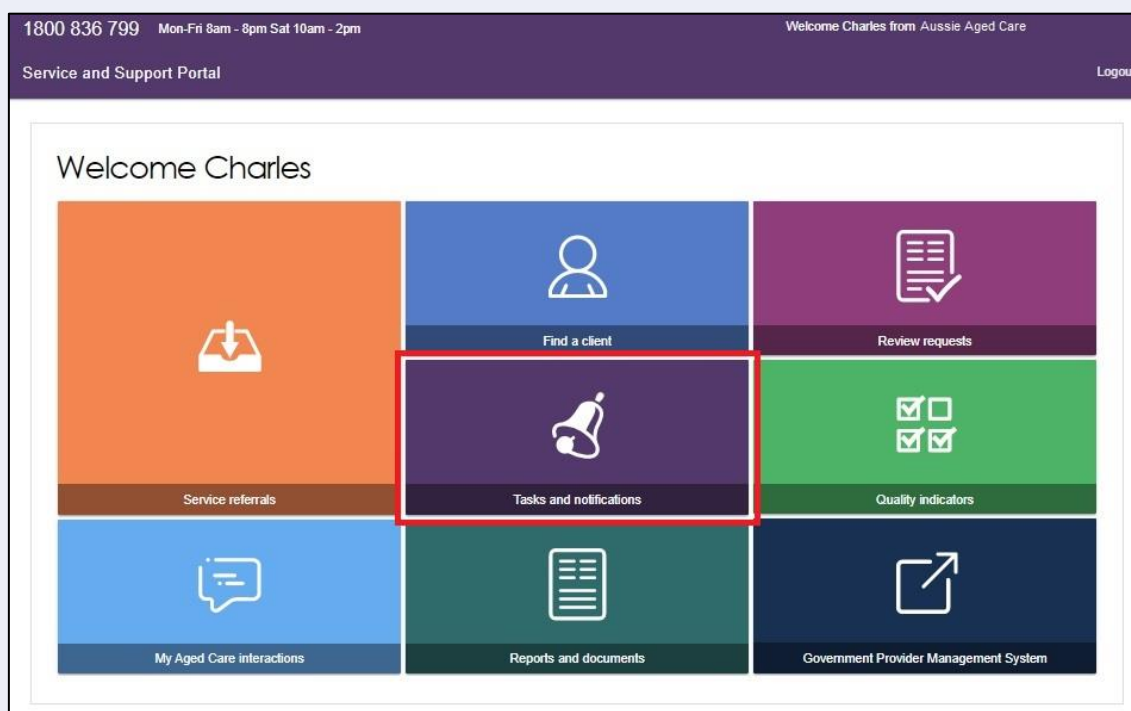 1800 836 799 Mon-Fri 8am - 8pm Sat 10am - 2pm Welcome Charles from Aussie Aged Care
Service and Support Portal Logou
Welcome Charles
Find a client Review requests
Service referrals Tasks and notifications Quality indicators
My Aged Care interactions Reports and documents Government Provider Management System